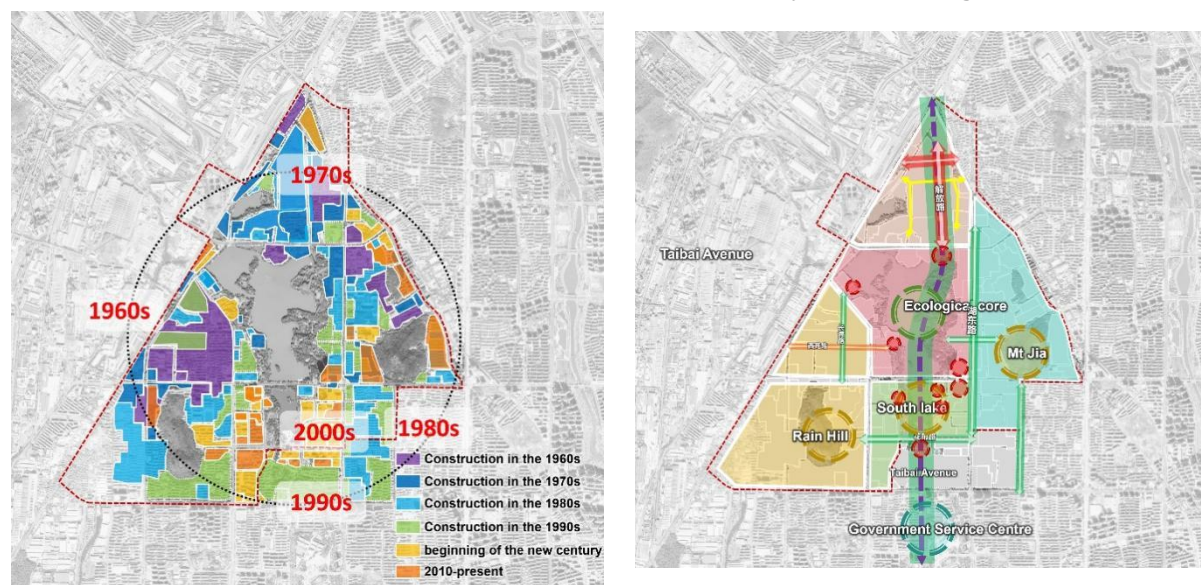 1970s
1960s
2000s
1980s
1990s
Construction in the 1960s
Construction in the 1970s
Construction in the 1980s
Construction in the 1990s
beginning of the new century
2010-present
解放路
Taibai Avenue
Ecological core
Mt Jia
South lake
Rain Hill
Taibai Avenue
Government Service Centre